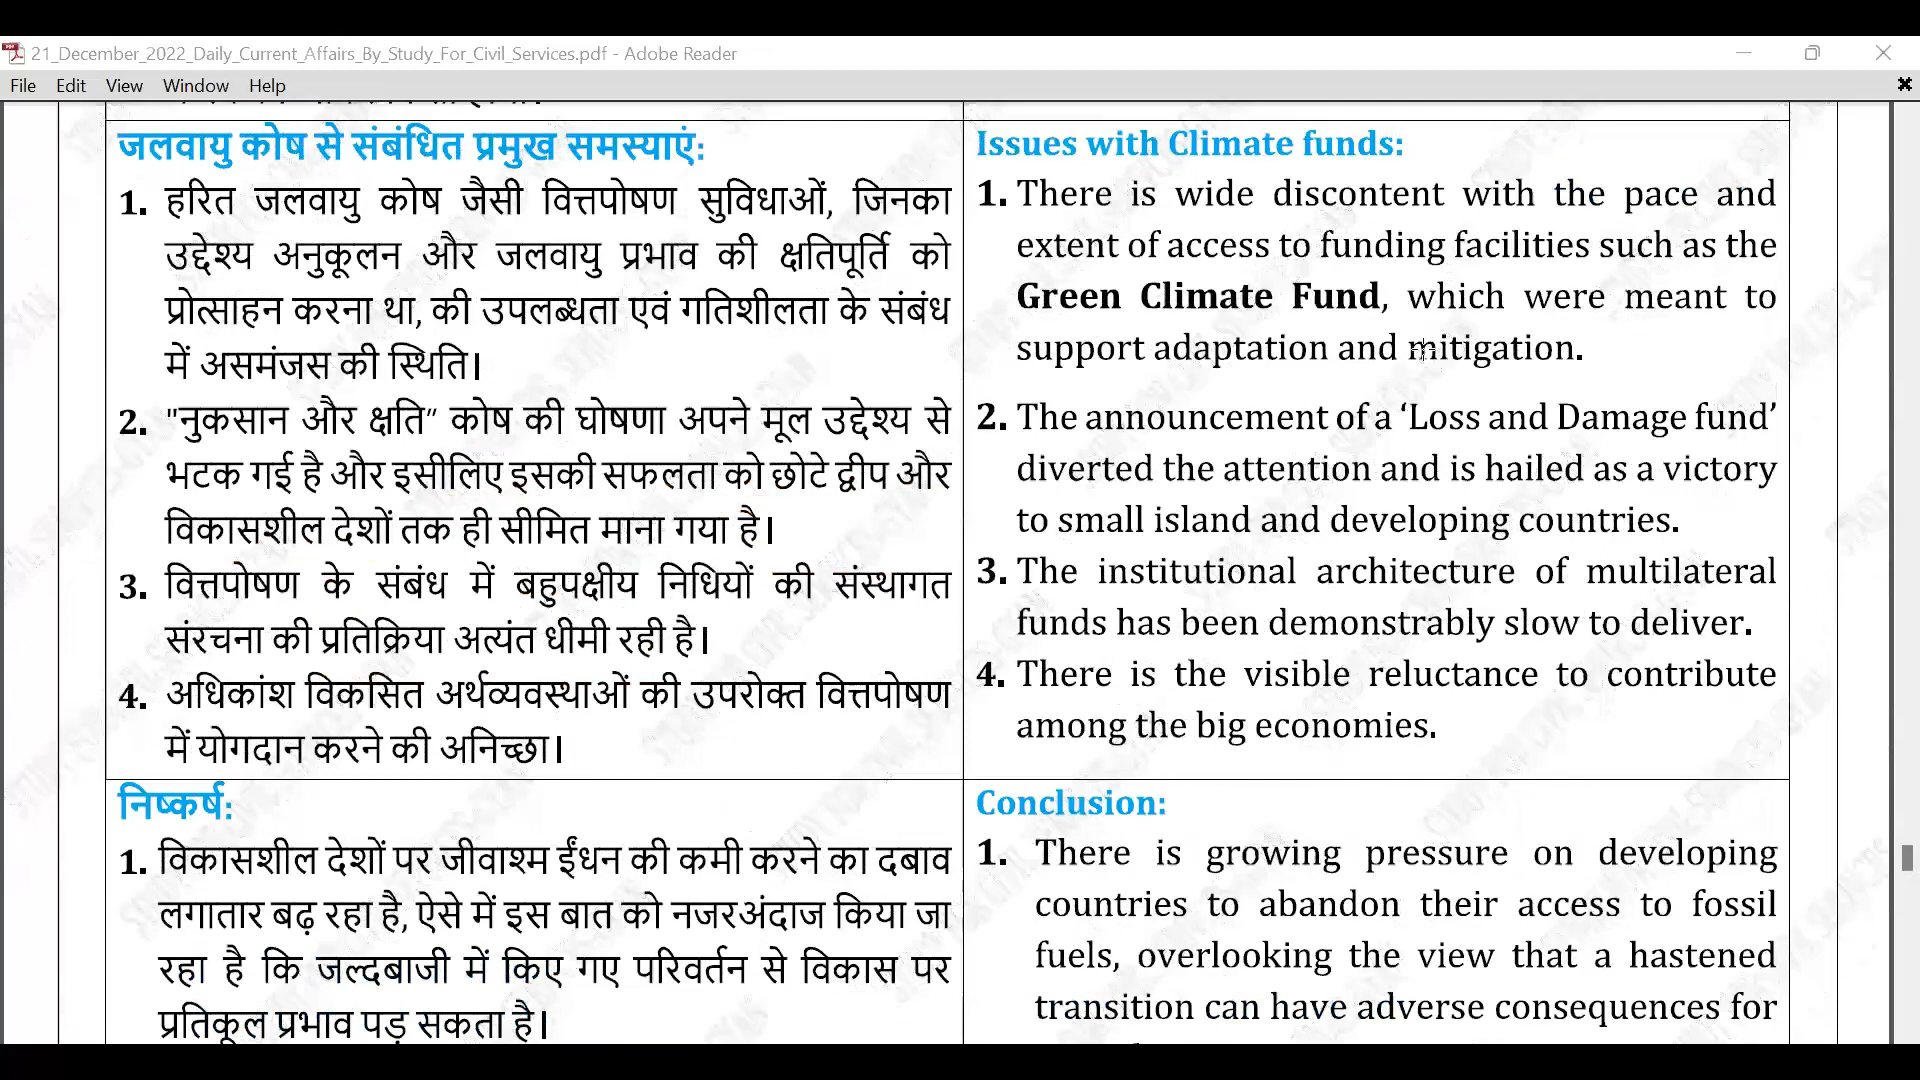 21_December_2022_Daily_Current_Affairs_By_Study_For_Civil_Services.pdf - Adobe Reader
File Edit View Window Help
जलवायु कोष से संबंधित प्रमुख समस्याएं:
1. हरित जलवायु कोष जैसी वित्तपोषण सुविधाओं, जिनका
उद्देश्य अनुकूलन और जलवायु प्रभाव की क्षतिपूर्ति को
प्रोत्साहन करना था, की उपलब्धता एवं गतिशीलता के संबंध
में असमंजस की स्थिति।
2. "नुकसान और क्षति” कोष की घोषणा अपने मूल उद्देश्य से
भटक गई है और इसीलिए इसकी सफलता को छोटे द्वीप और
विकासशील देशों तक ही सीमित माना गया है।
3. वित्तपोषण के संबंध में बहुपक्षीय निधियों की संस्थागत
संरचना की प्रतिक्रिया अत्यंत धीमी रही है।
4. अधिकांश विकसित अर्थव्यवस्थाओं की उपरोक्त वित्तपोषण
में योगदान करने की अनिच्छा।
Issues with Climate funds:
1. There is wide discontent with the pace and
extent of access to funding facilities such as the
Green Climate Fund, which were meant to
support adaptation and mitigation.
2. The announcement of a ‘Loss and Damage fund’
diverted the attention and is hailed as a victory
to small island and developing countries.
3. The institutional architecture of multilateral
funds has been demonstrably slow to deliver.
4. There is the visible reluctance to contribute
among the big economies.
निष्कर्ष:
1. विकासशील देशों पर जीवाश्म ईंधन की कमी करने का दबाव
लगातार बढ़ रहा है, ऐसे में इस बात को नजरअंदाज किया जा
रहा है कि जल्दबाजी में किए गए परिवर्तन से विकास पर
प्रतिकूल प्रभाव पड़ सकता है।
Conclusion:
1. There is growing pressure on developing
countries to abandon their access to fossil
fuels, overlooking the view that a hastened
transition can have adverse consequences for